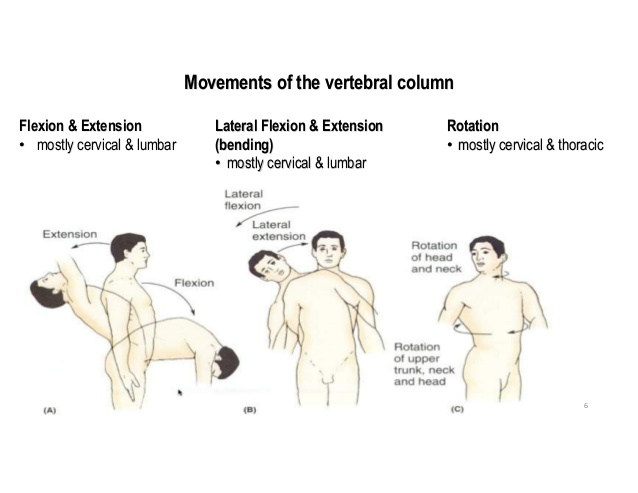 Movements of the vertebral column
Flexion & Extension
• mostly cervical & lumbar
Lateral Flexion & Extension
(bending)
• mostly cervical & lumbar
Rotation
• mostly cervical & thoracic
Extension
Flexion
(A)
Lateral
flexion
Lateral
extension
(B)
Rotation
of head
and neck
Rotation
of upper
trunk, neck
and head
(C)
6